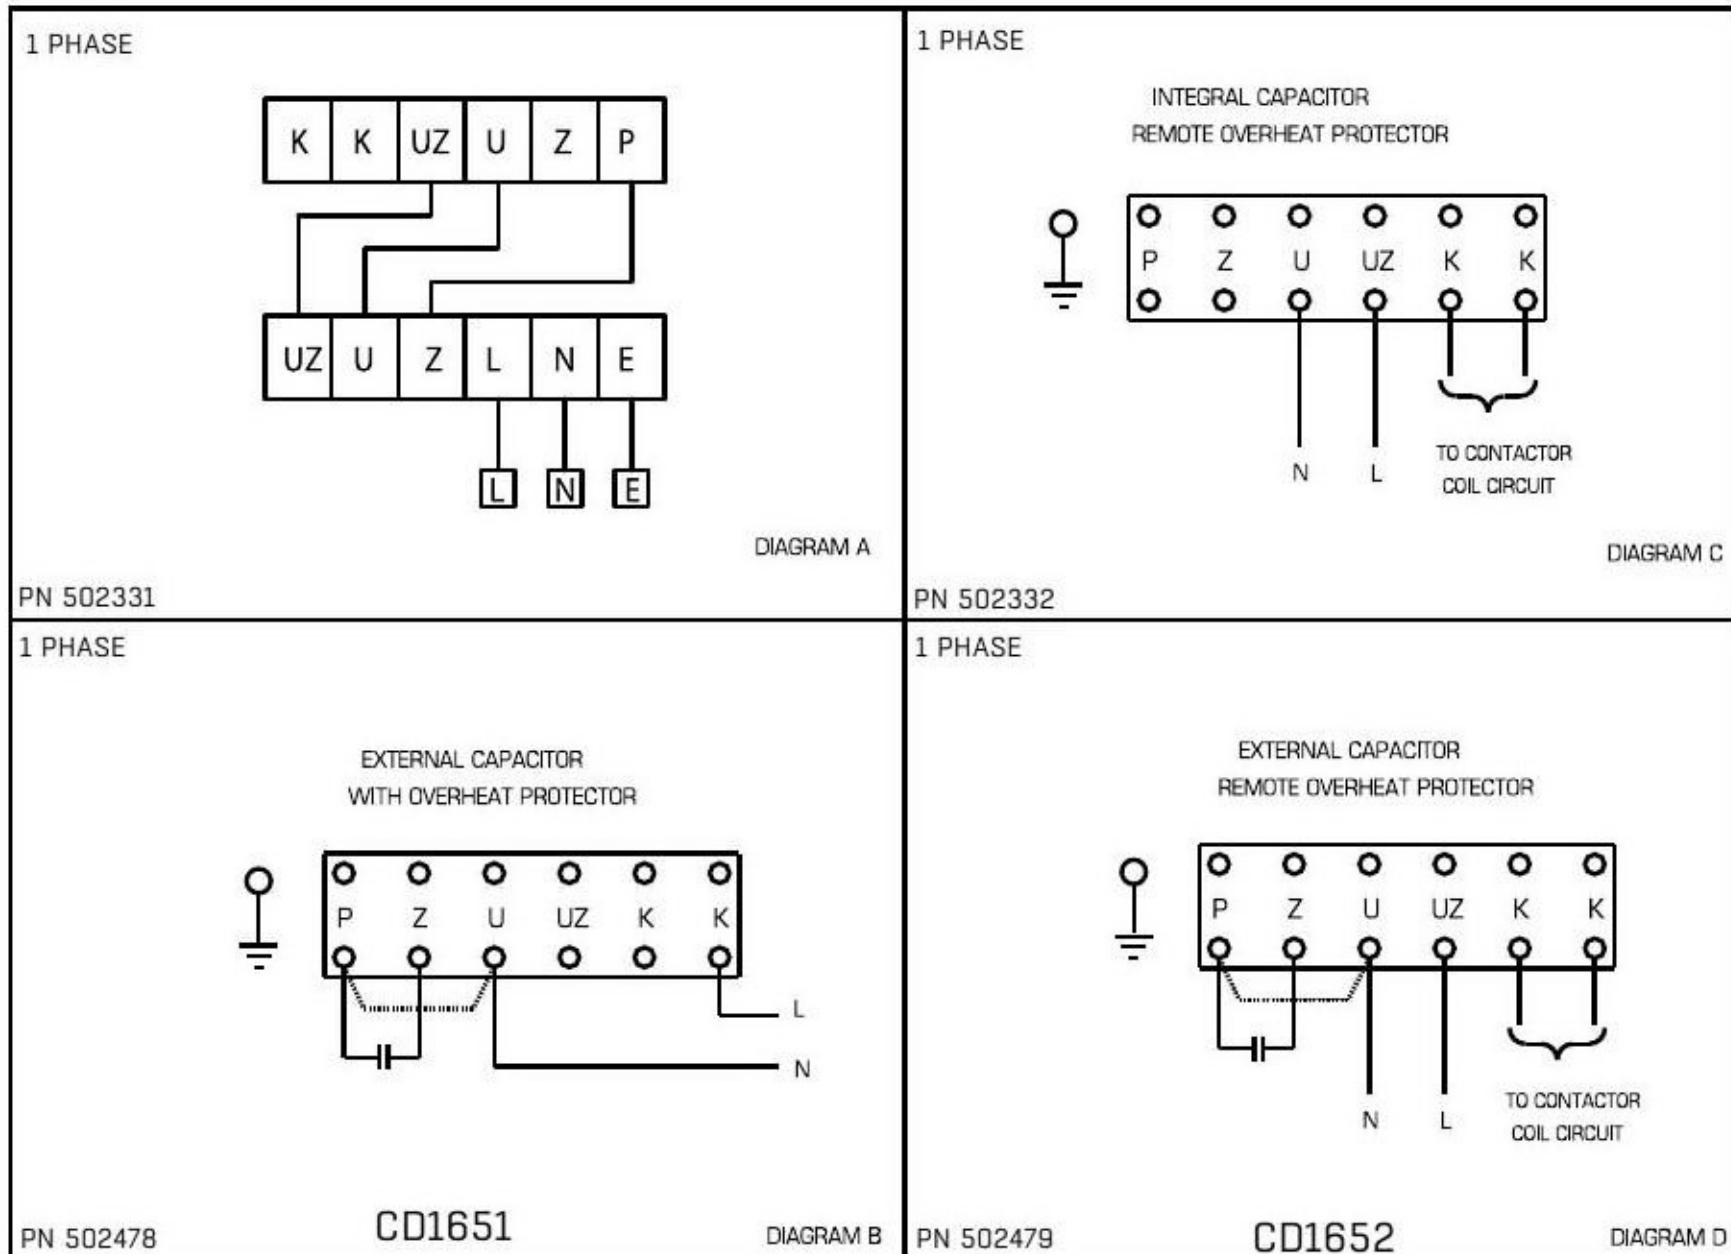 1 PHASE
K K UZ U Z P
UZ U Z L N E
L N E
DIAGRAM A
PN 502331
1 PHASE
INTEGRAL CAPACITOR
REMOTE OVERHEAT PROTECTOR
P Z U UZ K K
N L
TO CONTACTOR
COIL CIRCUIT
DIAGRAM C
PN 502332
1 PHASE
EXTERNAL CAPACITOR
WITH OVERHEAT PROTECTOR
P Z U UZ K K
L
N
PN 502478
CD1651
DIAGRAM B
1 PHASE
EXTERNAL CAPACITOR
REMOTE OVERHEAT PROTECTOR
P Z U UZ K K
N L
TO CONTACTOR
COIL CIRCUIT
PN 502479
CD1652
DIAGRAM D